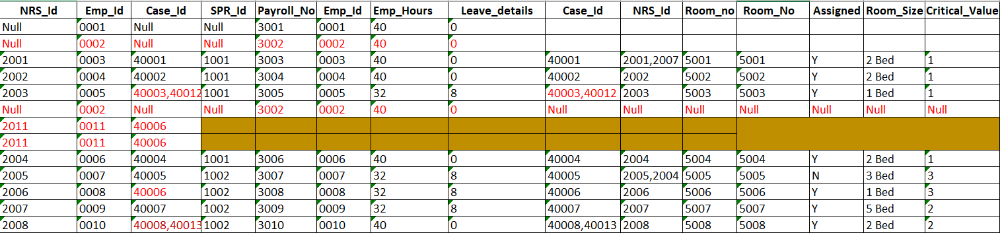 NRS_Id Emp_Id Case_Id SPR_Id Payroll_No Emp_Id Emp_Hours Leave_details Case_Id NRS_Id Room_no Room_No Assigned Room_Size Critical_Value
Null 0001 Null Null 3001 0001 40 0
Null 0002 Null Null 3002 0002 40 0
2001 0003 40001 1001 3003 0003 40 0 40001 2001,2007 5001 5001 Y 2 Bed 1
2002 0004 40002 1001 3004 0004 40 0 40002 2002 5002 5002 Y 2 Bed 1
2003 0005 40003,40012 1001 3005 0005 32 8 40003,40012 2003 5003 5003 Y 1 Bed 1
Null 0002 Null Null 3002 0002 40 0 Null Null Null Null Null Null Null
2011 0011 40006
2011 0011 40006
2004 0006 40004 1001 3006 0006 40 0 40004 2004 5004 5004 Y 2 Bed 1
2005 0007 40005 1002 3007 0007 32 8 40005 2005,2004 5005 5005 N 3 Bed 3
2006 0008 40006 1002 3008 0008 32 8 40006 2006 5006 5006 Y 1 Bed 3
2007 0009 40007 1002 3009 0009 32 8 40007 2007 5007 5007 Y 5 Bed 2
2008 0010 40008,40013 1002 3010 0010 40 0 40008,40013 2008 5008 5008 Y 2 Bed 2